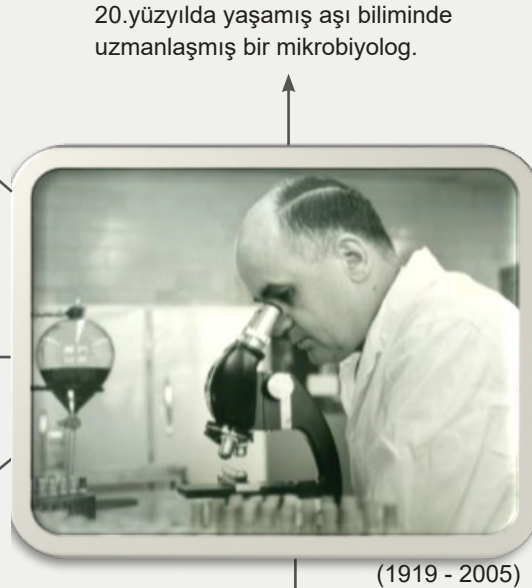 20.yüzyılda yaşamış aşı biliminde
uzmanlaşmış bir mikrobiyolog.
(1919 - 2005)